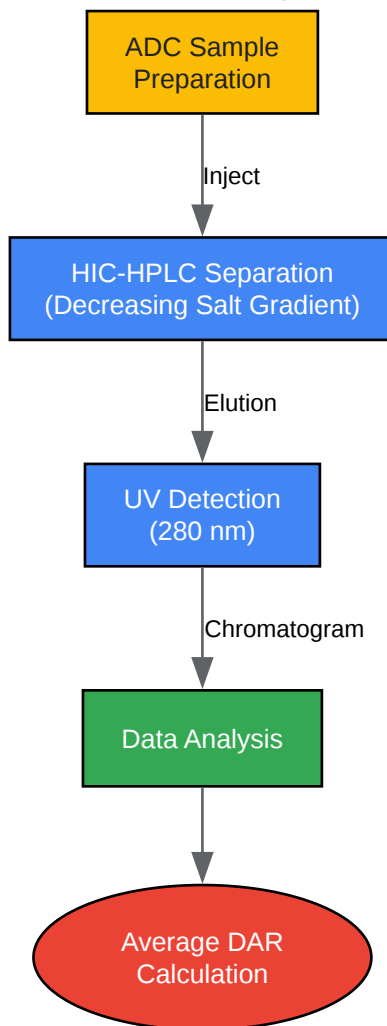 ADC Sample
Preparation
Inject
HIC-HPLC Separation
(Decreasing Salt Gradient)
Elution
UV Detection
(280 nm)
Chromatogram
Data Analysis
Average DAR
Calculation